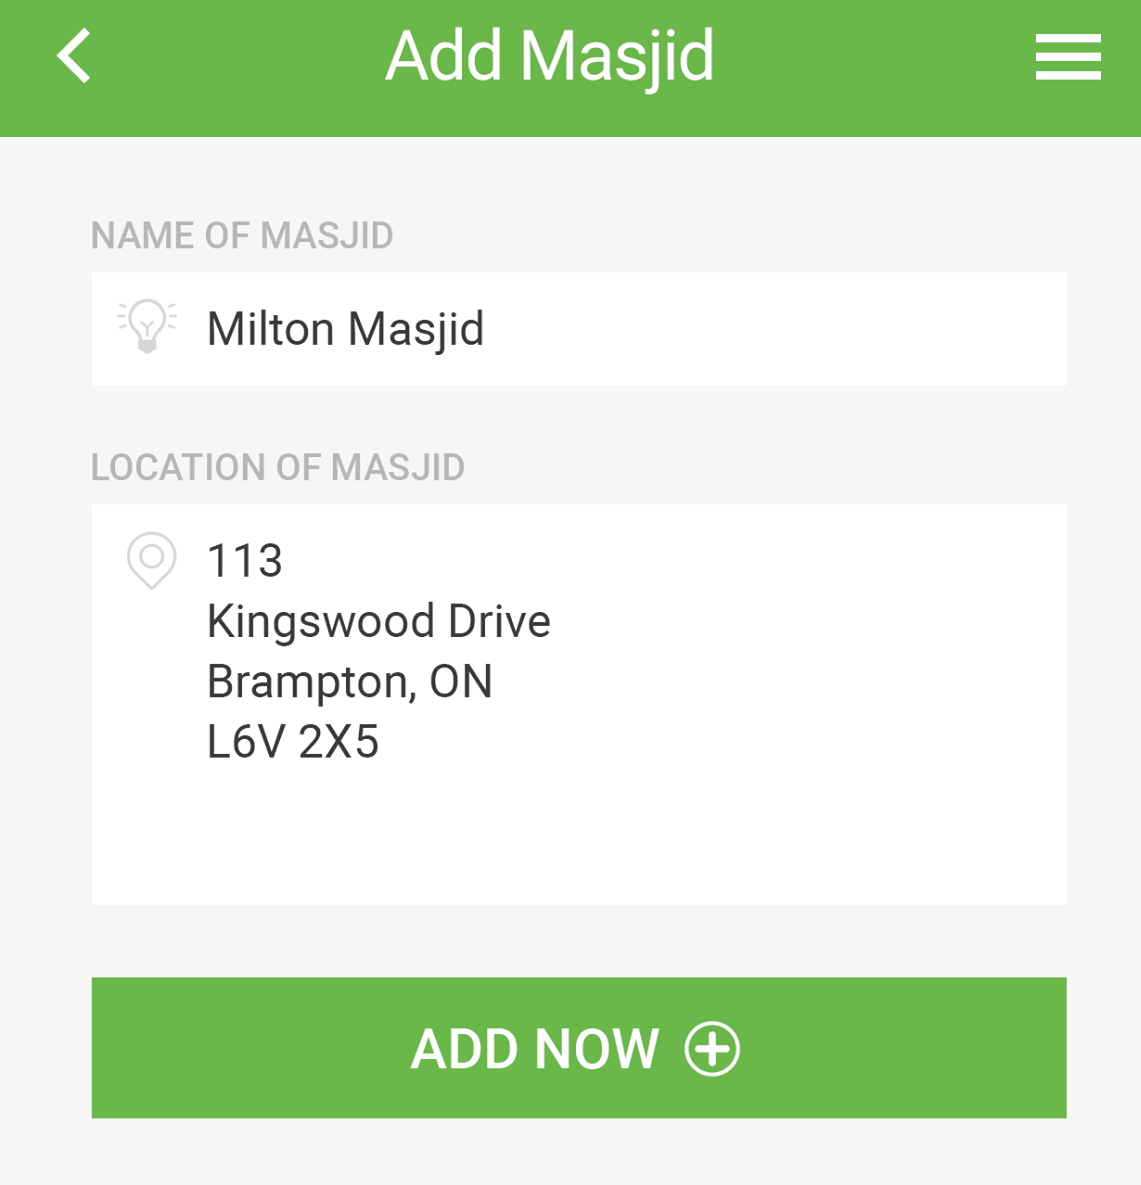 Add Masjid
NAME OF MASJID
Milton Masjid
LOCATION OF MASJID
113
Kingswood Drive
Brampton, ON
L6V 2X5
ADD NOW